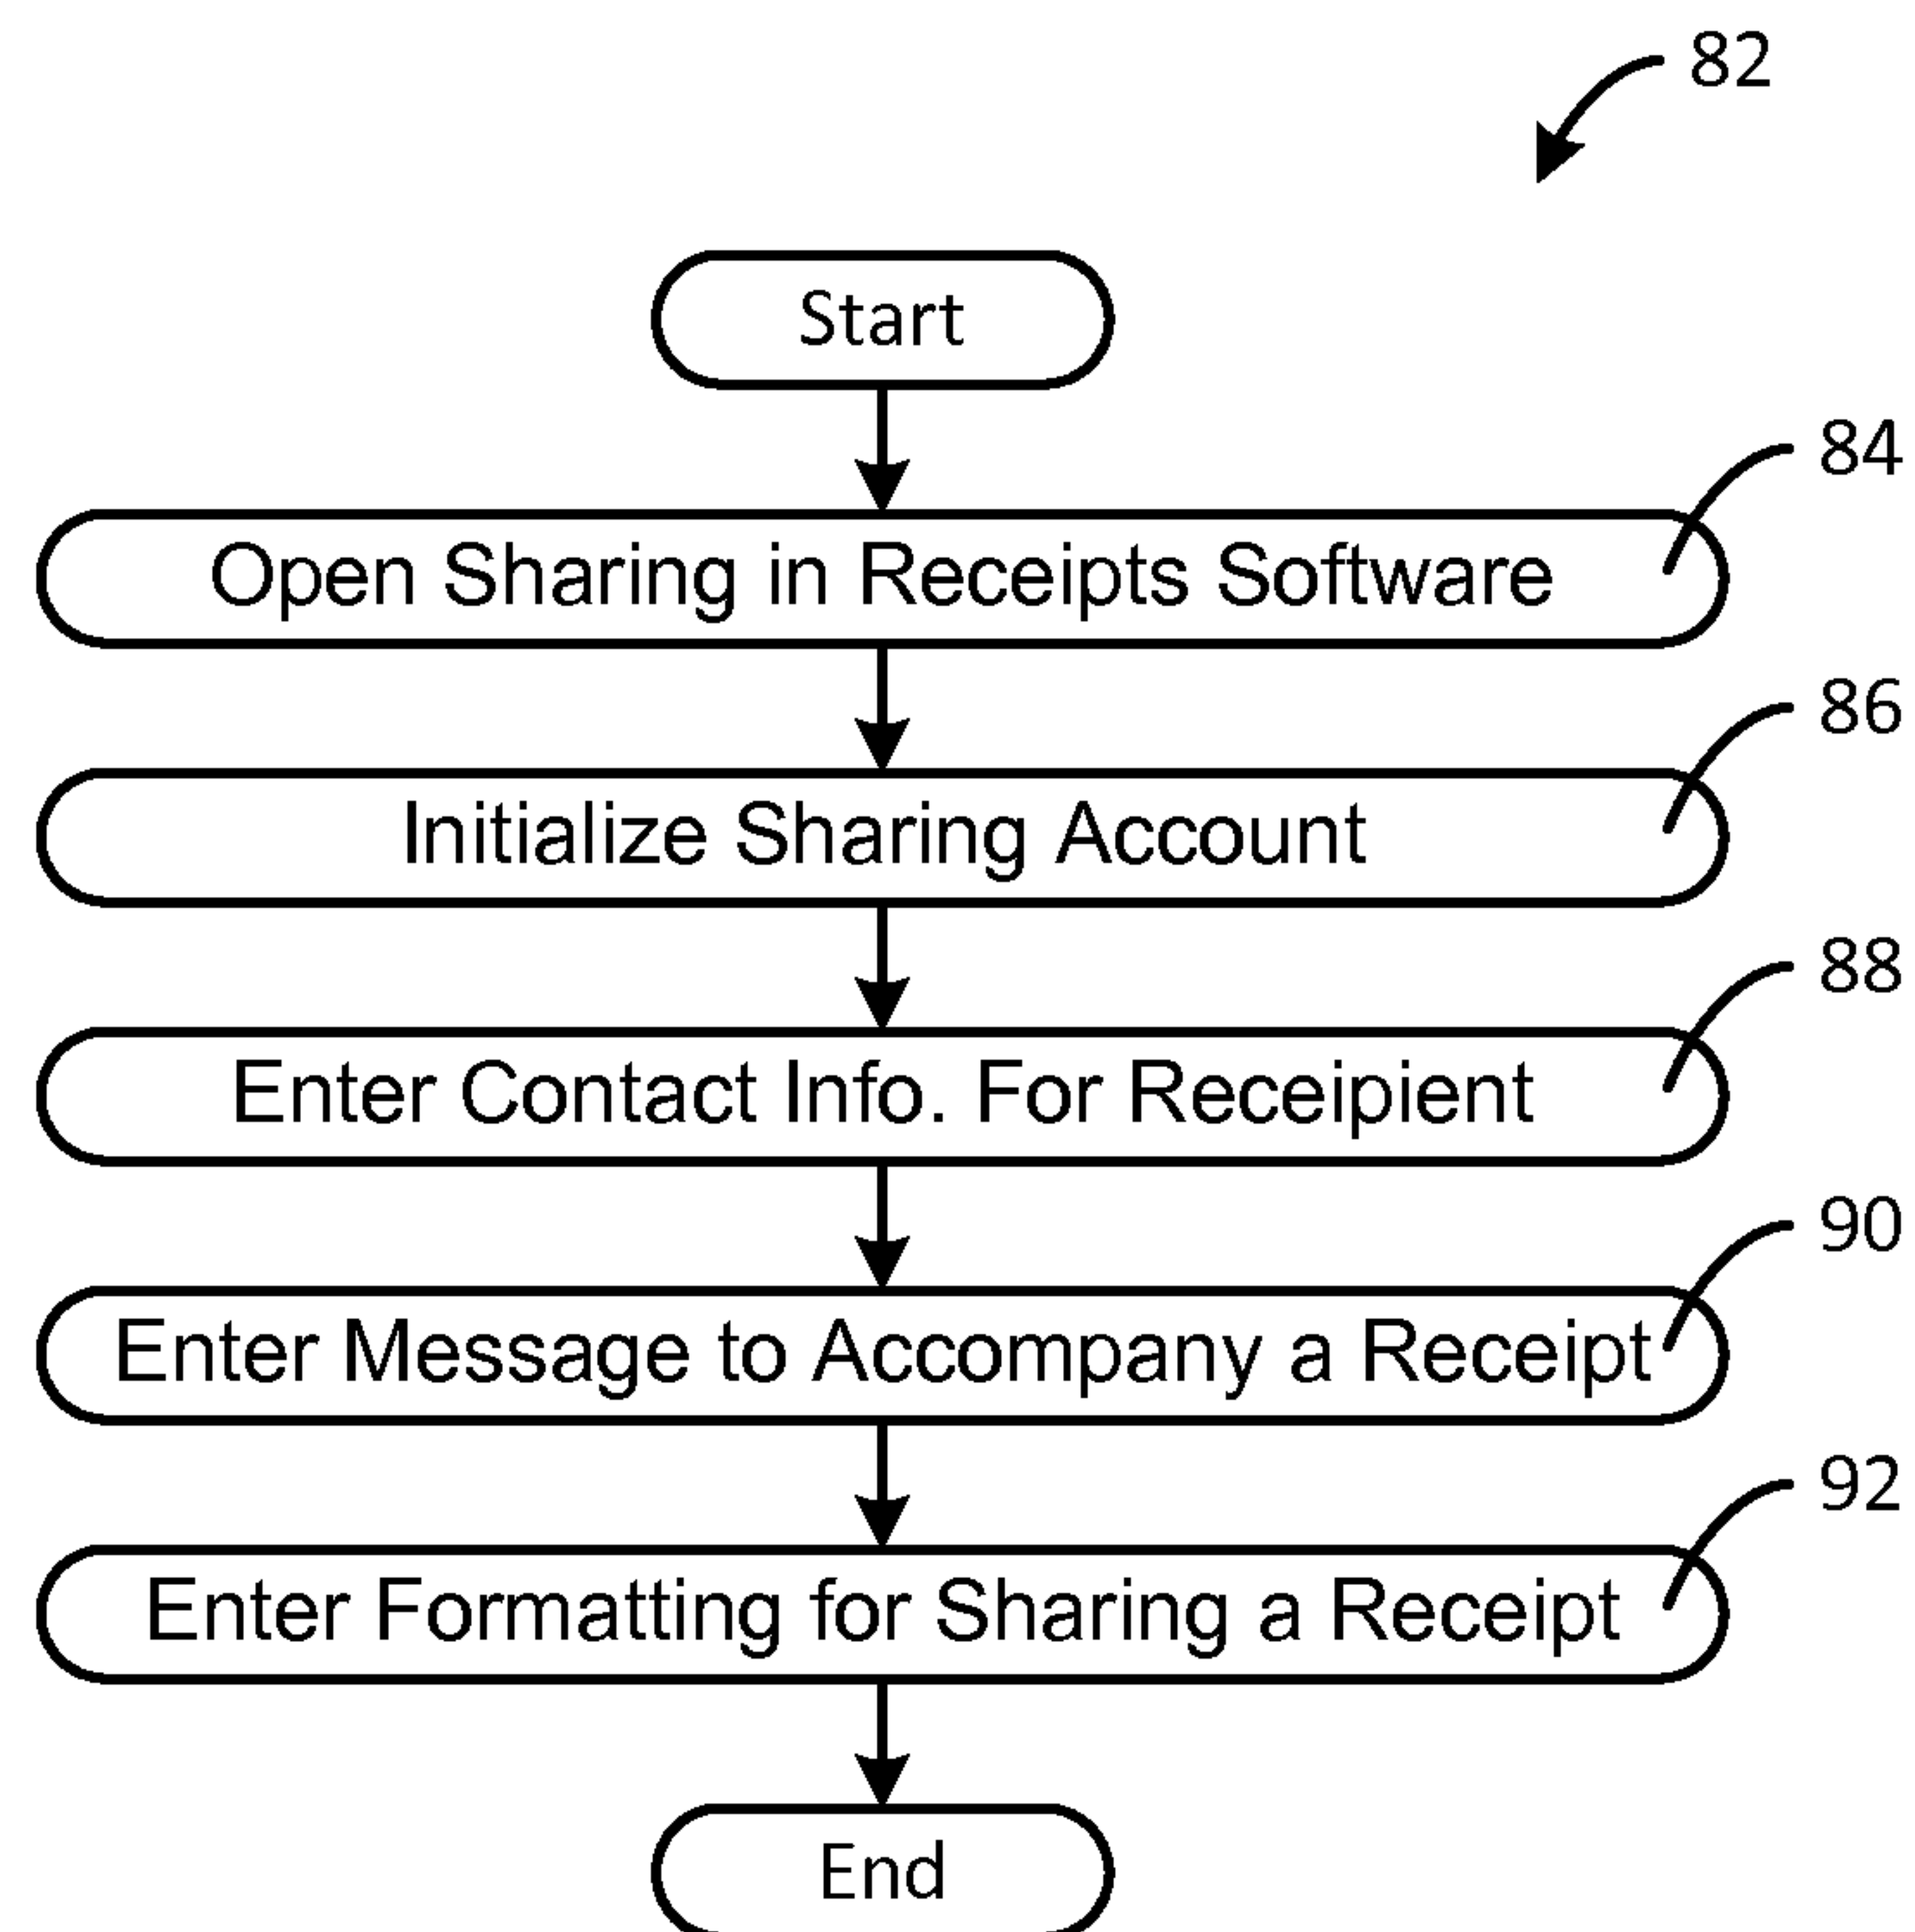 82
Start
84
Open Sharing in Receipts Software
86
Initialize Sharing Account
88
Enter Contact Info. For Receipient
90
Enter Message to Accompany a Receipt
92
Enter Formatting for Sharing a Receipt
End